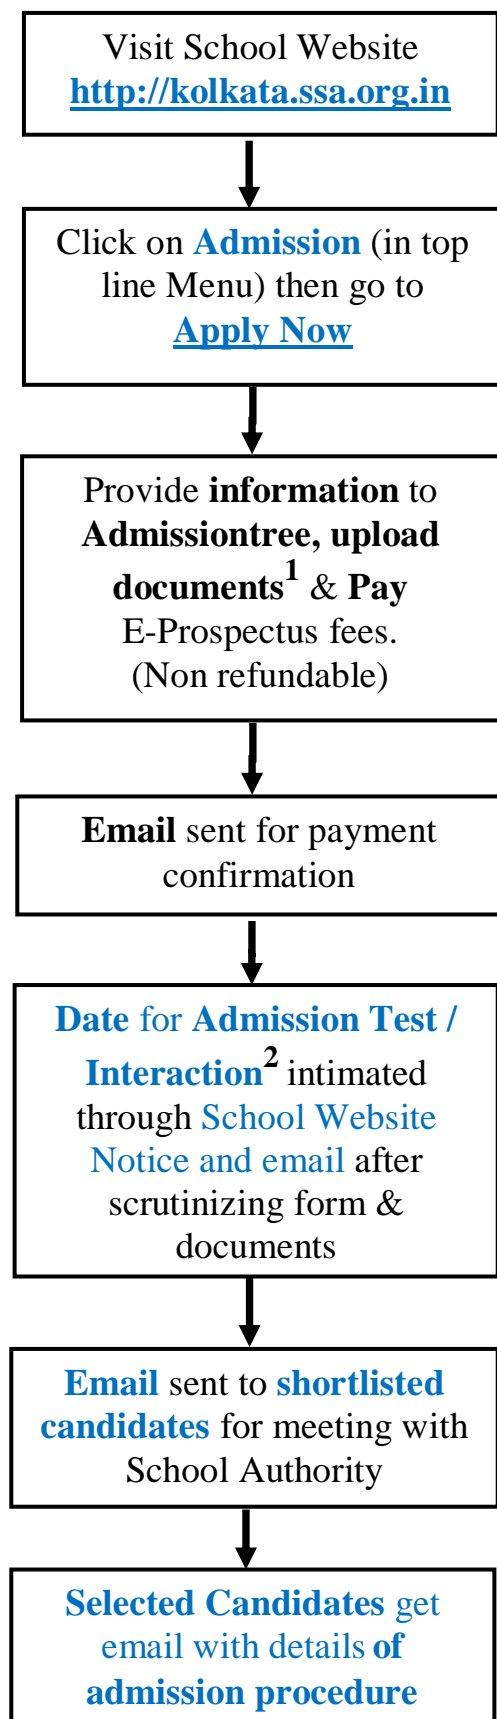 Visit School Website
http://kolkata.ssa.org.in
Click on Admission (in top
line Menu) then go to
Apply Now
Provide information to
Admissiontree, upload
documents1 & Pay
E-Prospectus fees.
(Non refundable)
Email sent for payment
confirmation
Date for Admission Test /
Interaction2 intimated
through School Website
Notice and email after
scrutinizing form &
documents
Email sent to shortlisted
candidates for meeting with
School Authority
Selected Candidates get
email with details of
admission procedure